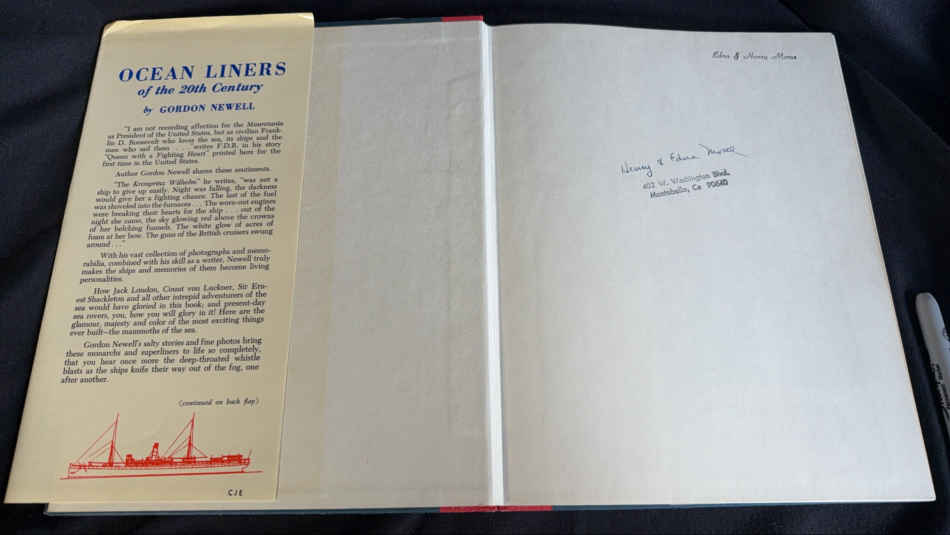 OCEAN LINERS
of the 20th Century
by GORDON NEWELL
"I am not recording affection for the Mauretania
as President of the United States, but as civilian Frank-
lin D. Roosevelt who loves the sea, its ships and the
men who sail them . . ." writes F.D.R. in his story
"Queen with a Fighting Heart" printed here for the
first time in the United States.
Author Gordon Newell shares these sentiments.
"The Kronprinz Wilhelm" he writes, "was not a
ship to give up easily. Night was falling, the darkness
would give her a fighting chance. The last of the fuel
was shoveled into the furnaces . . . The worn-out engines
were breaking their hearts for the ship . . . out of the
night she came, the sky glowing red above the crowns
of her belching funnels. The white glow of acres of
foam at her bow. The guns of the British cruisers swung
around . . ."
With his vast collection of photographs and memo-
rabilia, combined with his skill as a writer, Newell truly
makes the ships and memories of them become living
personalities.
How Jack London, Count von Luckner, Sir Ern-
est Shackleton and all other intrepid adventurers of the
sea would have gloried in this book; and present-day
sea rovers, you, how you will glory in it! Here are the
glamour, majesty and color of the most exciting things
ever built—the mammoths of the sea.
Gordon Newell's salty stories and fine photos bring
these monarchs and superliners to life so completely,
that you hear once more the deep-throated whistle
blasts as the ships knife their way out of the fog, one
after another.
(continued on back flap)
CJE
Edna & Henry
Henry & Edna
402 W. Washington Blvd.
Montebello, Ca 90640